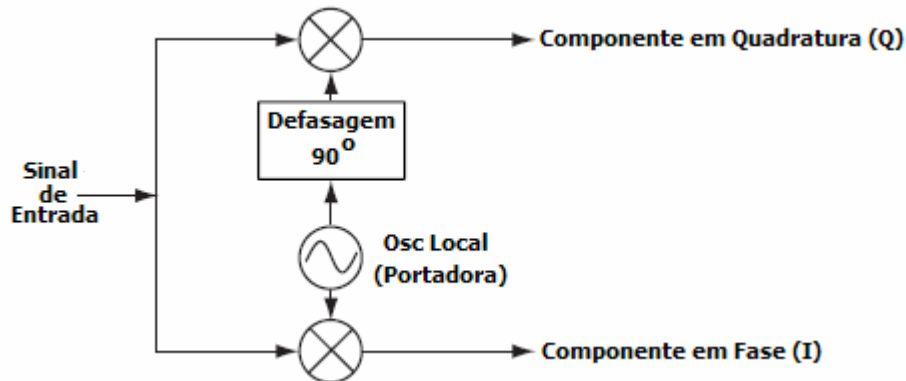 Componente em Quadratura (Q)
Defasagem
90°
Sinal
de
Entrada
Osc Local
(Portadora)
Componente em Fase (I)